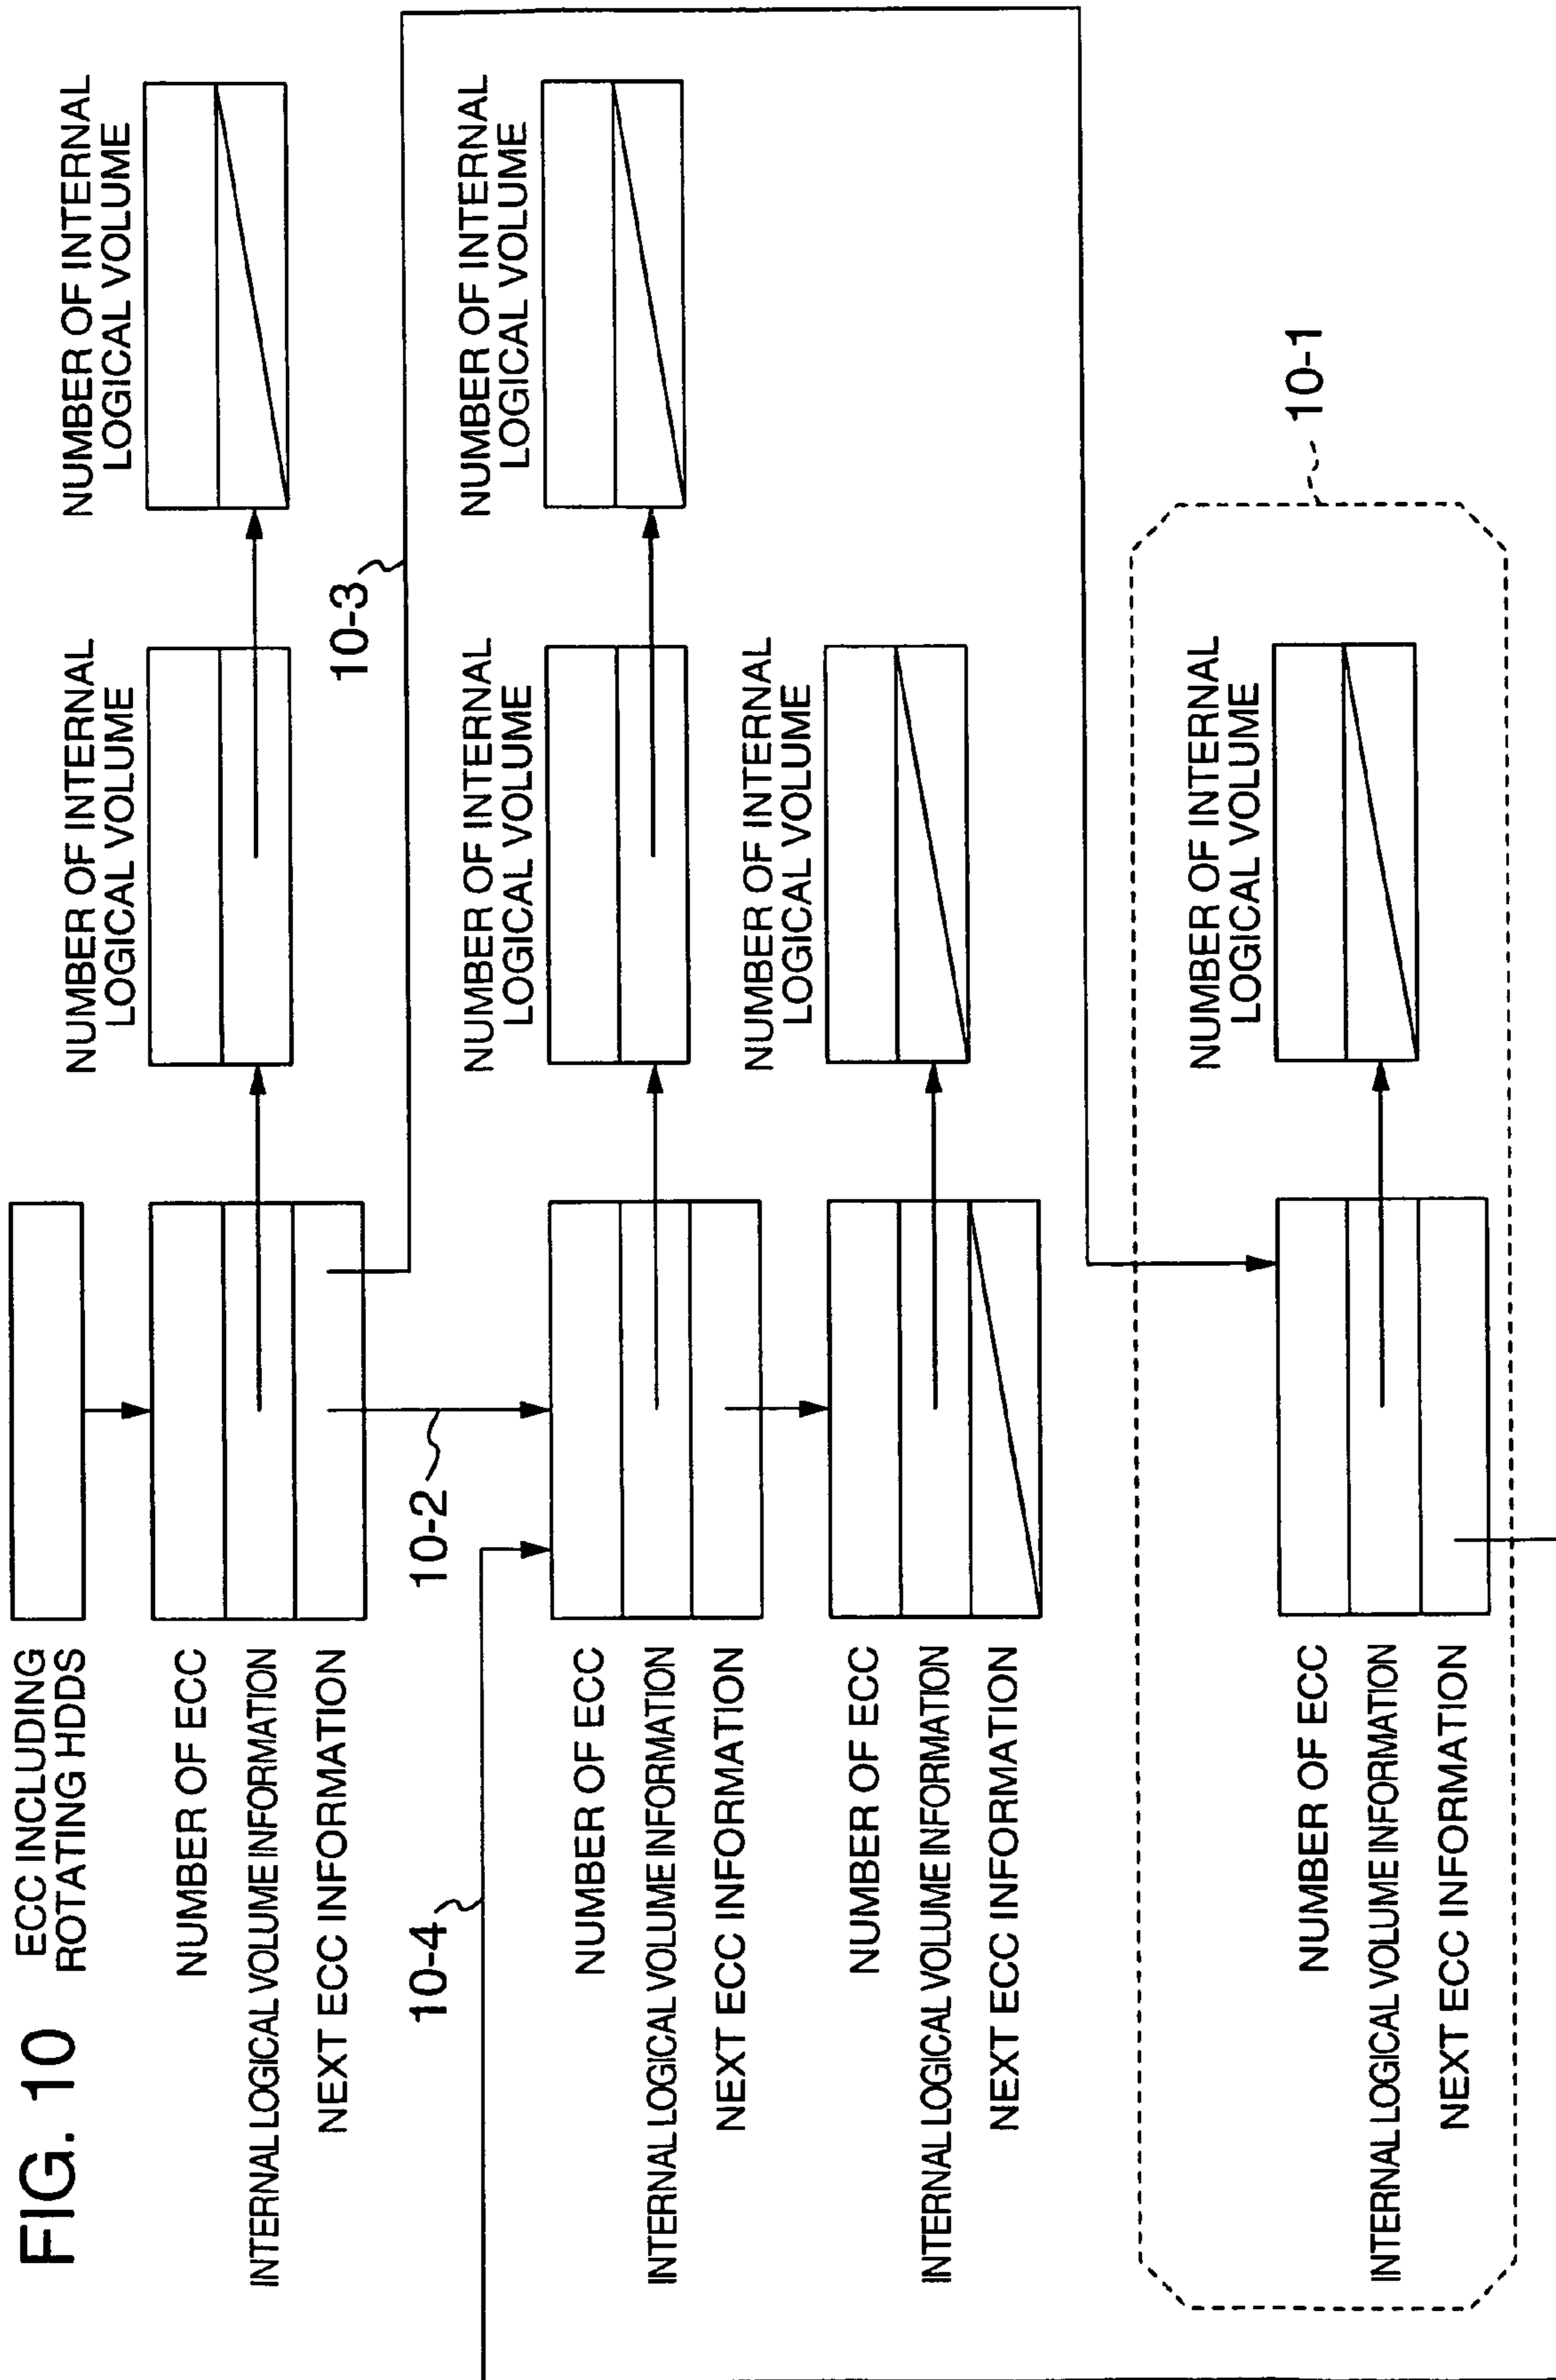 FIG. 10
ECC INCLUDING
ROTATING HDDS
NUMBER OF ECC
INTERNAL LOGICAL VOLUME INFORMATION
NEXT ECC INFORMATION
NUMBER OF INTERNAL
LOGICAL VOLUME
NUMBER OF INTERNAL
LOGICAL VOLUME
10-3
10-2
10-4
NUMBER OF ECC
INTERNAL LOGICAL VOLUME INFORMATION
NEXT ECC INFORMATION
NUMBER OF INTERNAL
LOGICAL VOLUME
NUMBER OF INTERNAL
LOGICAL VOLUME
NUMBER OF ECC
INTERNAL LOGICAL VOLUME INFORMATION
NEXT ECC INFORMATION
NUMBER OF INTERNAL
LOGICAL VOLUME
10-1
NUMBER OF ECC
INTERNAL LOGICAL VOLUME INFORMATION
NEXT ECC INFORMATION
NUMBER OF INTERNAL
LOGICAL VOLUME